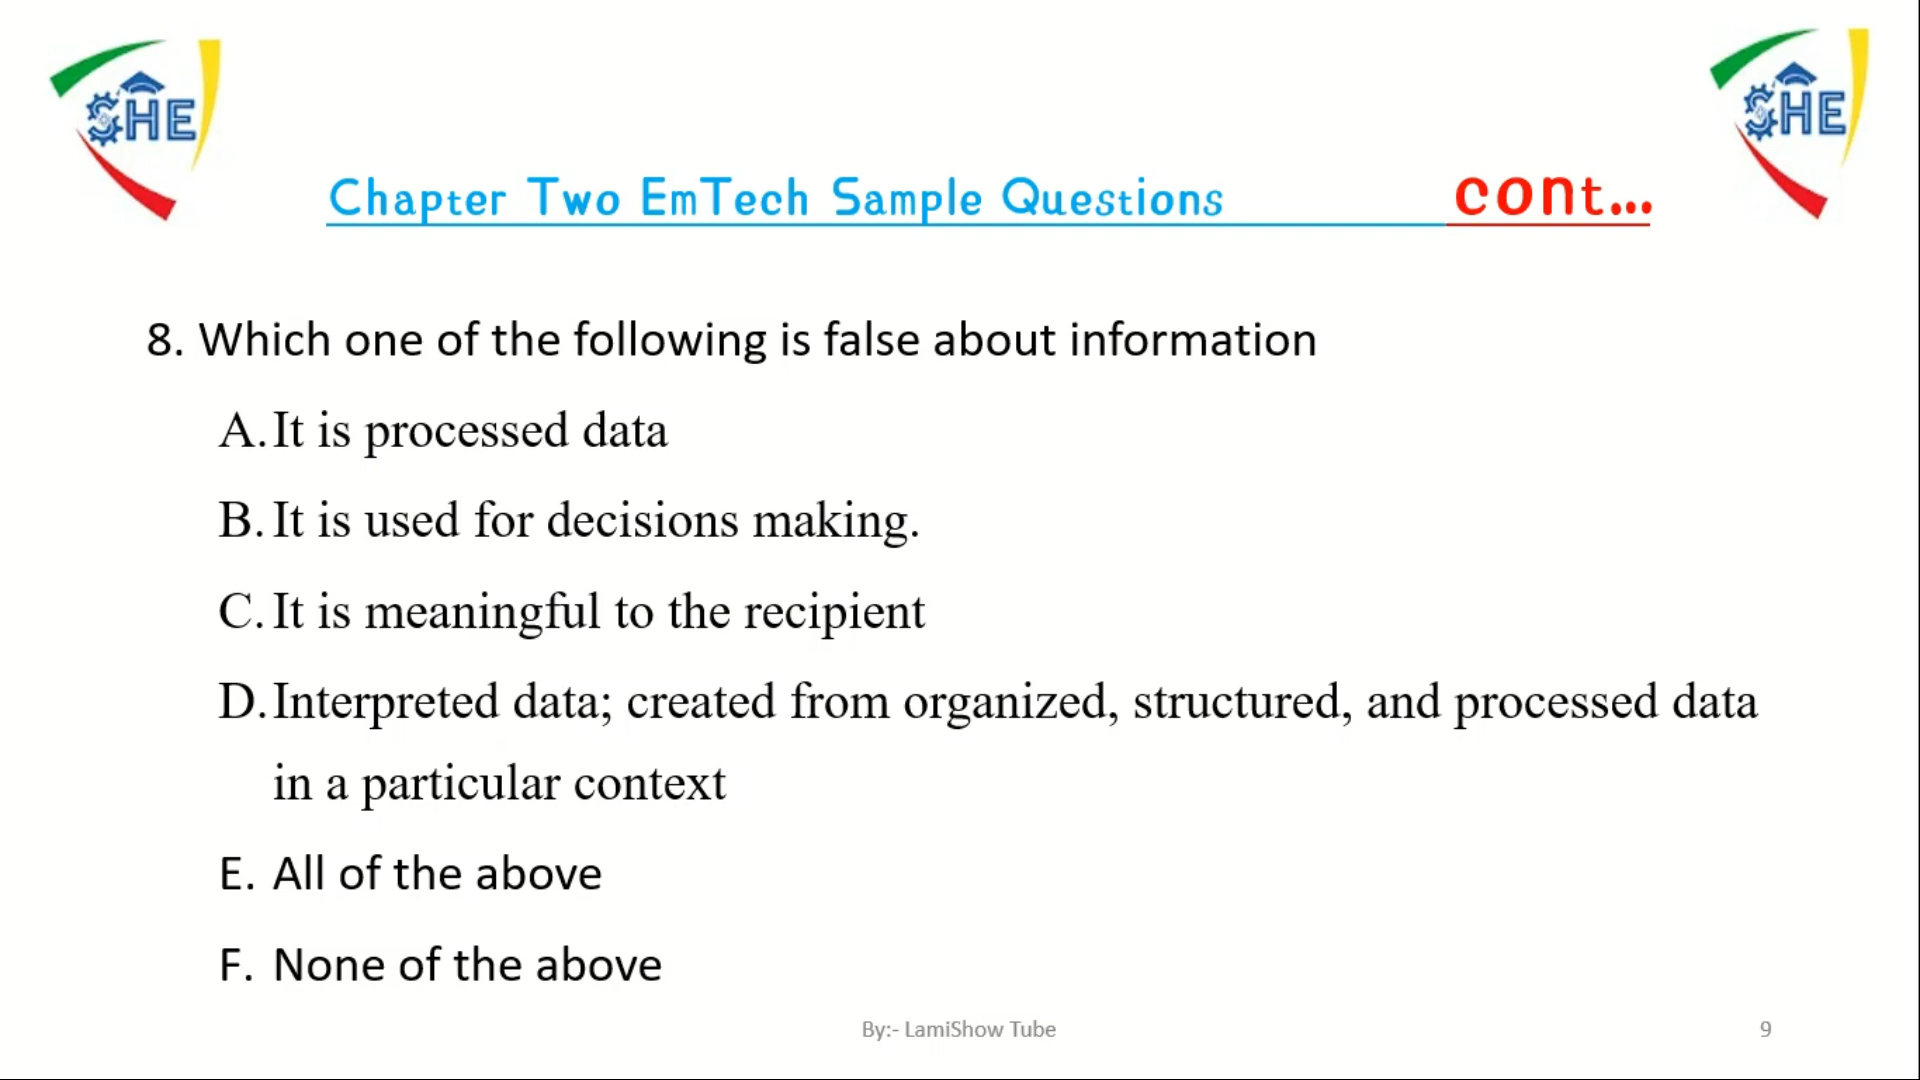 SHE
SHE
Chapter Two EmTech Sample Questions cont...
8. Which one of the following is false about information
A. It is processed data
B. It is used for decisions making.
C. It is meaningful to the recipient
D. Interpreted data; created from organized, structured, and processed data
in a particular context
E. All of the above
F. None of the above
By:- LamiShow Tube 9